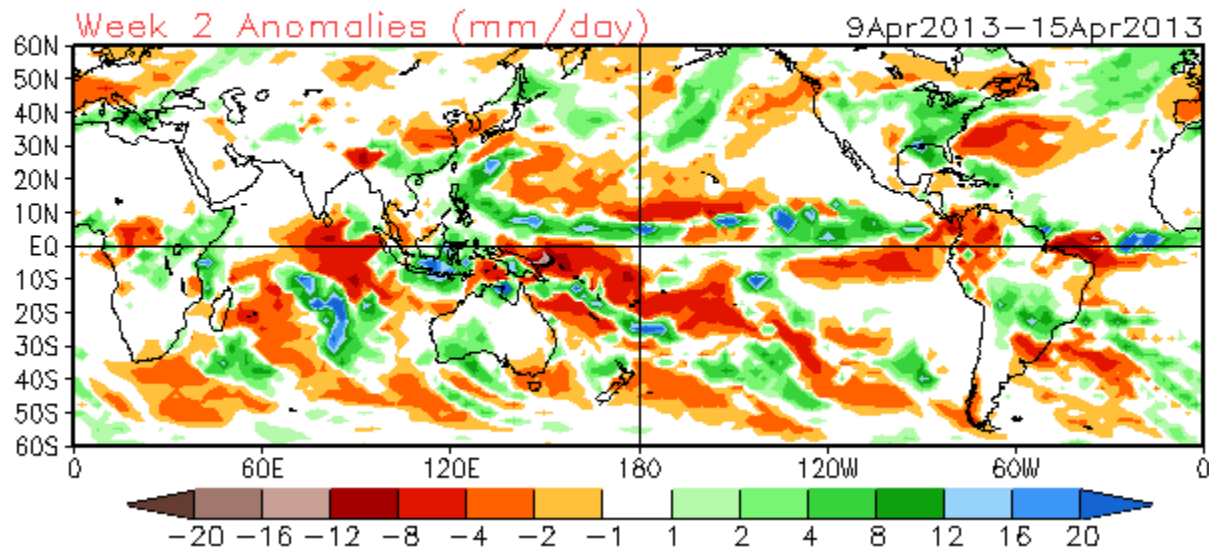 Week 2 Anomalies (mm/day) 9Apr2013–15Apr2013
60N
50N
40N
30N
20N
10N
EQ
10S
20S
30S
40S
50S
60S
0 60E 120E 180 120W 60W 0
−20 −16 −12 −8 −4 −2 −1 1 2 4 8 12 16 20